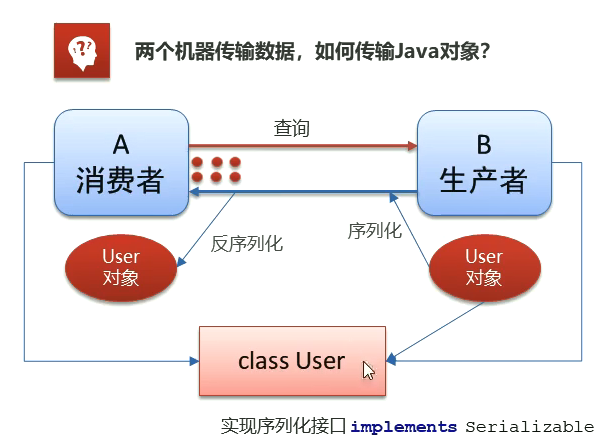 两个机器传输数据，如何传输Java对象？
A
消费者
查询
B
生产者
反序列化
序列化
User
对象
User
对象
class User
实现序列化接口 implements Serializable